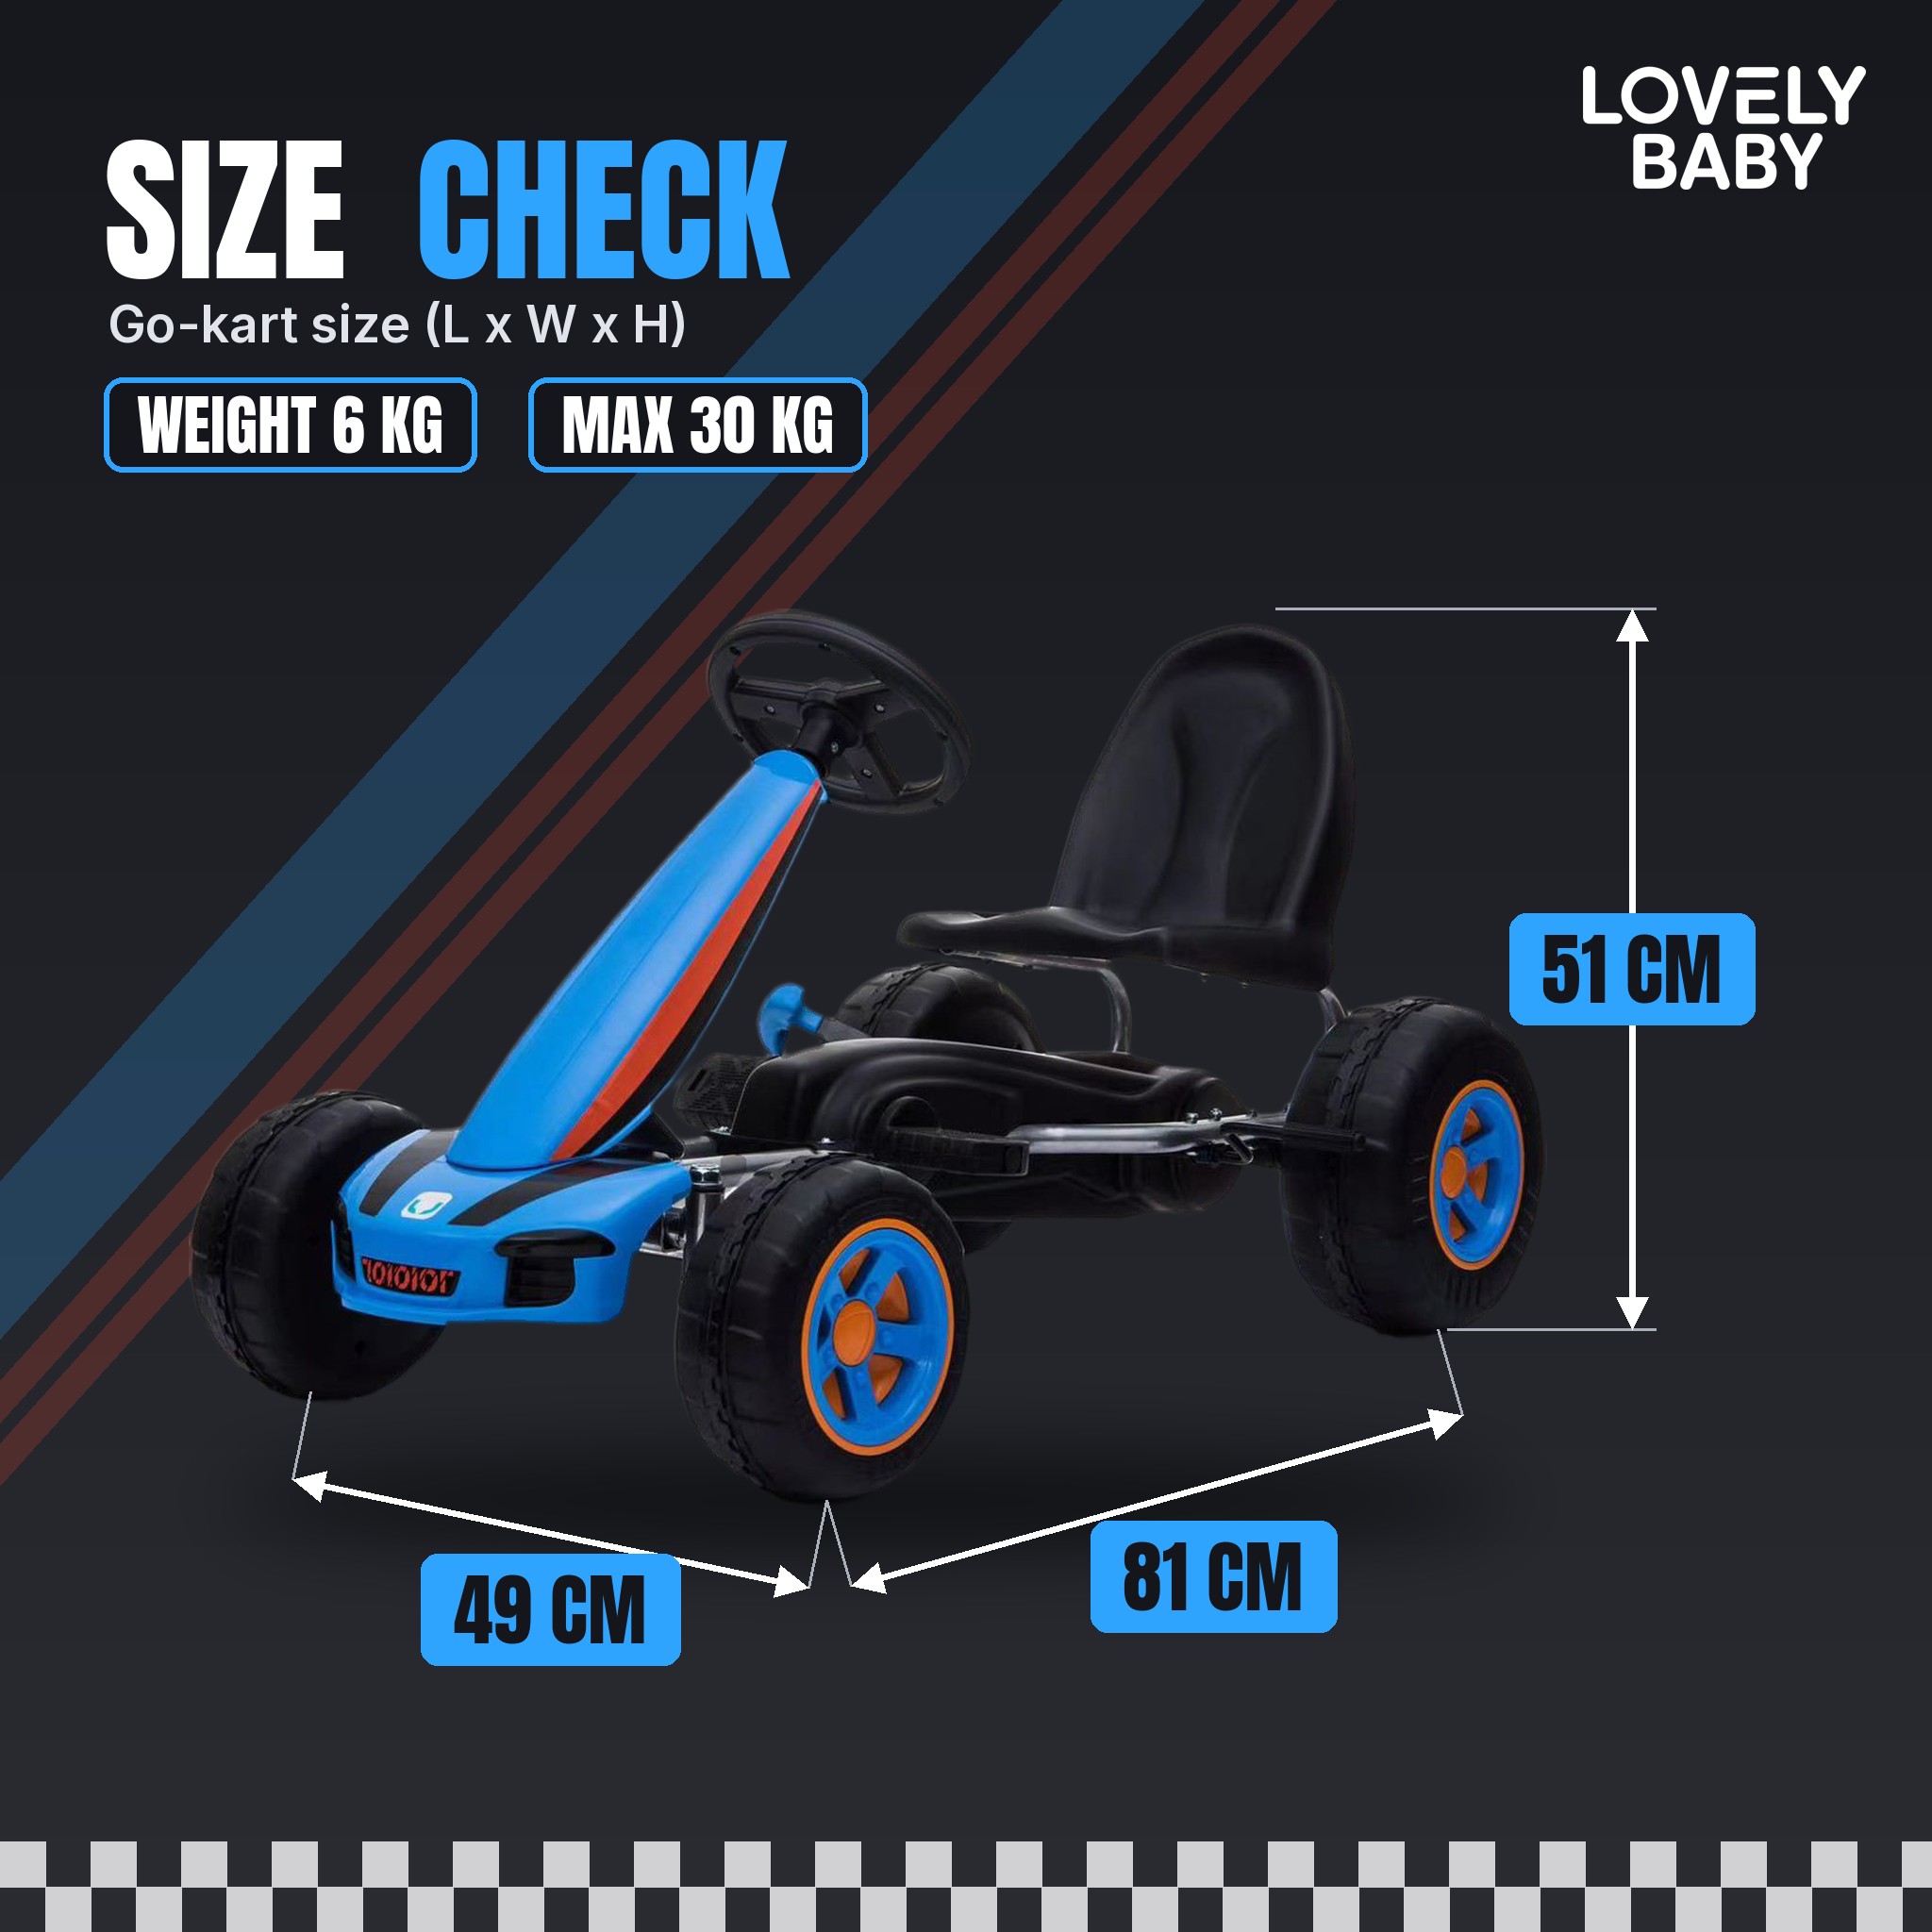 LOVELY
BABY
SIZE CHECK
Go-kart size (L x W x H)
WEIGHT 6 KG
MAX 30 KG
51 CM
81 CM
49 CM